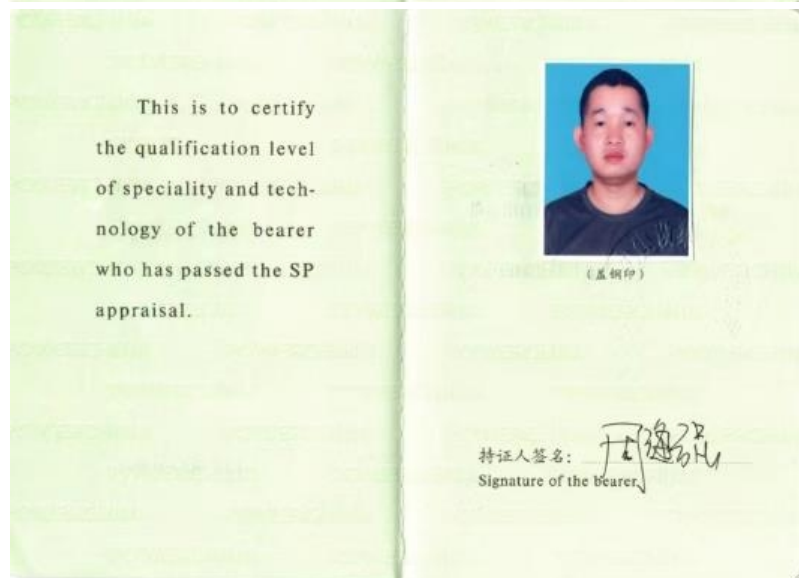 This is to certify
the qualification level
of speciality and tech-
nology of the bearer
who has passed the SP
appraisal.
(盖钢印)
持证人签名:
Signature of the bearer